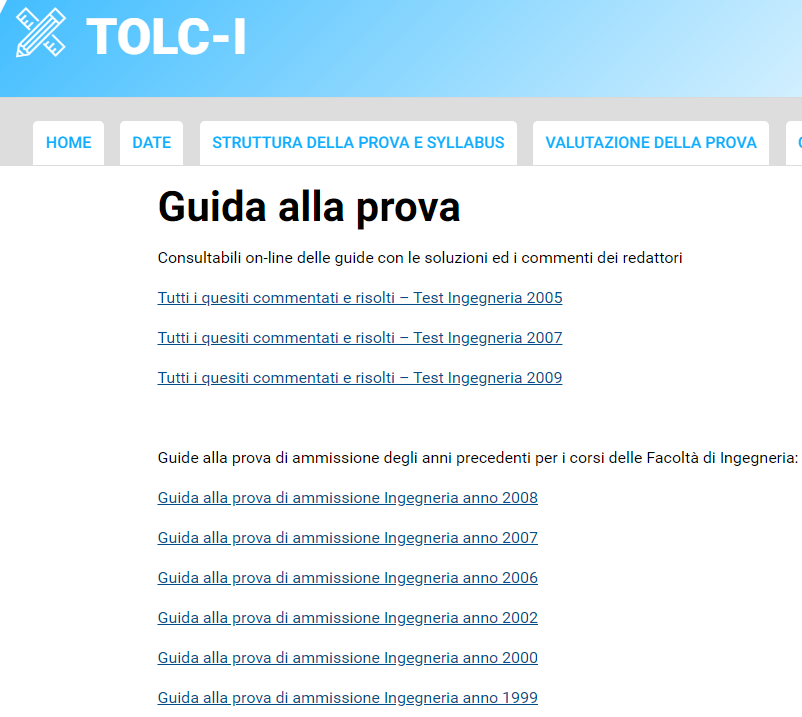 TOLC-I
HOME DATE STRUTTURA DELLA PROVA E SYLLABUS VALUTAZIONE DELLA PROVA
Guida alla prova
Consultabili on-line delle guide con le soluzioni ed i commenti dei redattori
Tutti i quesiti commentati e risolti – Test Ingegneria 2005
Tutti i quesiti commentati e risolti – Test Ingegneria 2007
Tutti i quesiti commentati e risolti – Test Ingegneria 2009
Guide alla prova di ammissione degli anni precedenti per i corsi delle Facoltà di Ingegneria:
Guida alla prova di ammissione Ingegneria anno 2008
Guida alla prova di ammissione Ingegneria anno 2007
Guida alla prova di ammissione Ingegneria anno 2006
Guida alla prova di ammissione Ingegneria anno 2002
Guida alla prova di ammissione Ingegneria anno 2000
Guida alla prova di ammissione Ingegneria anno 1999